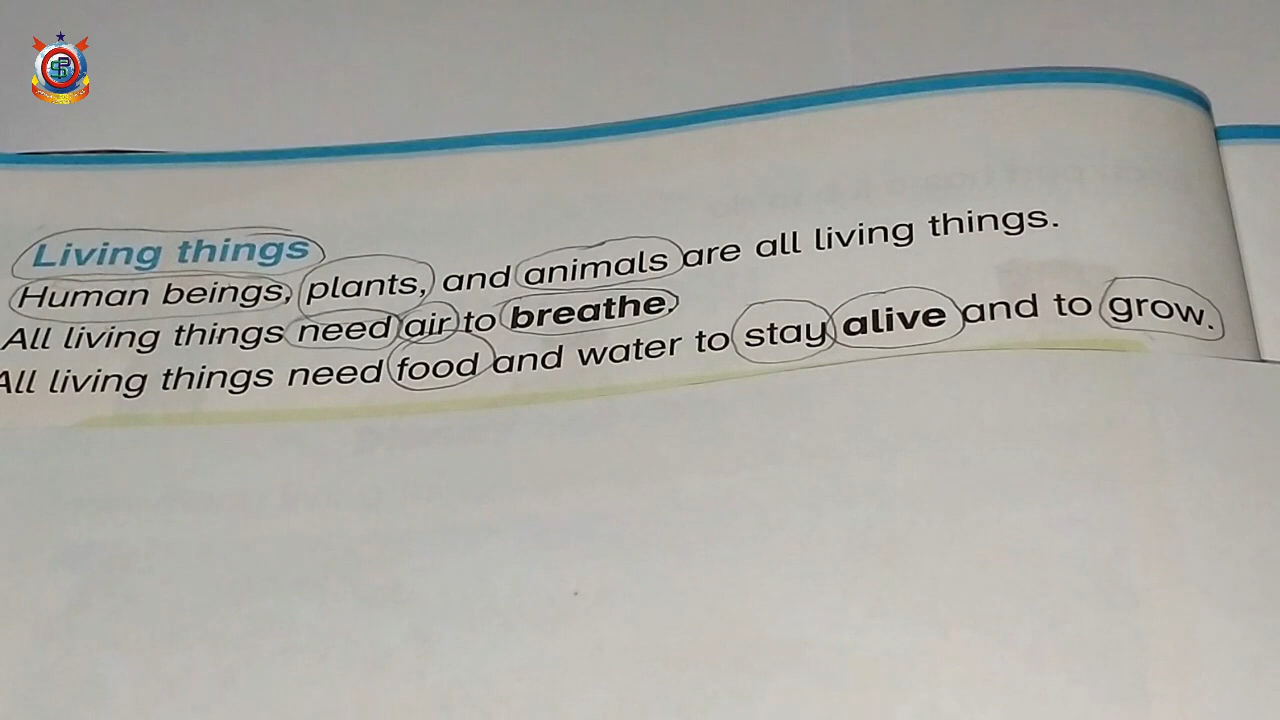 Living things
Human beings, plants, and animals are all living things.
All living things need air to breathe.
All living things need food and water to stay alive and to grow.